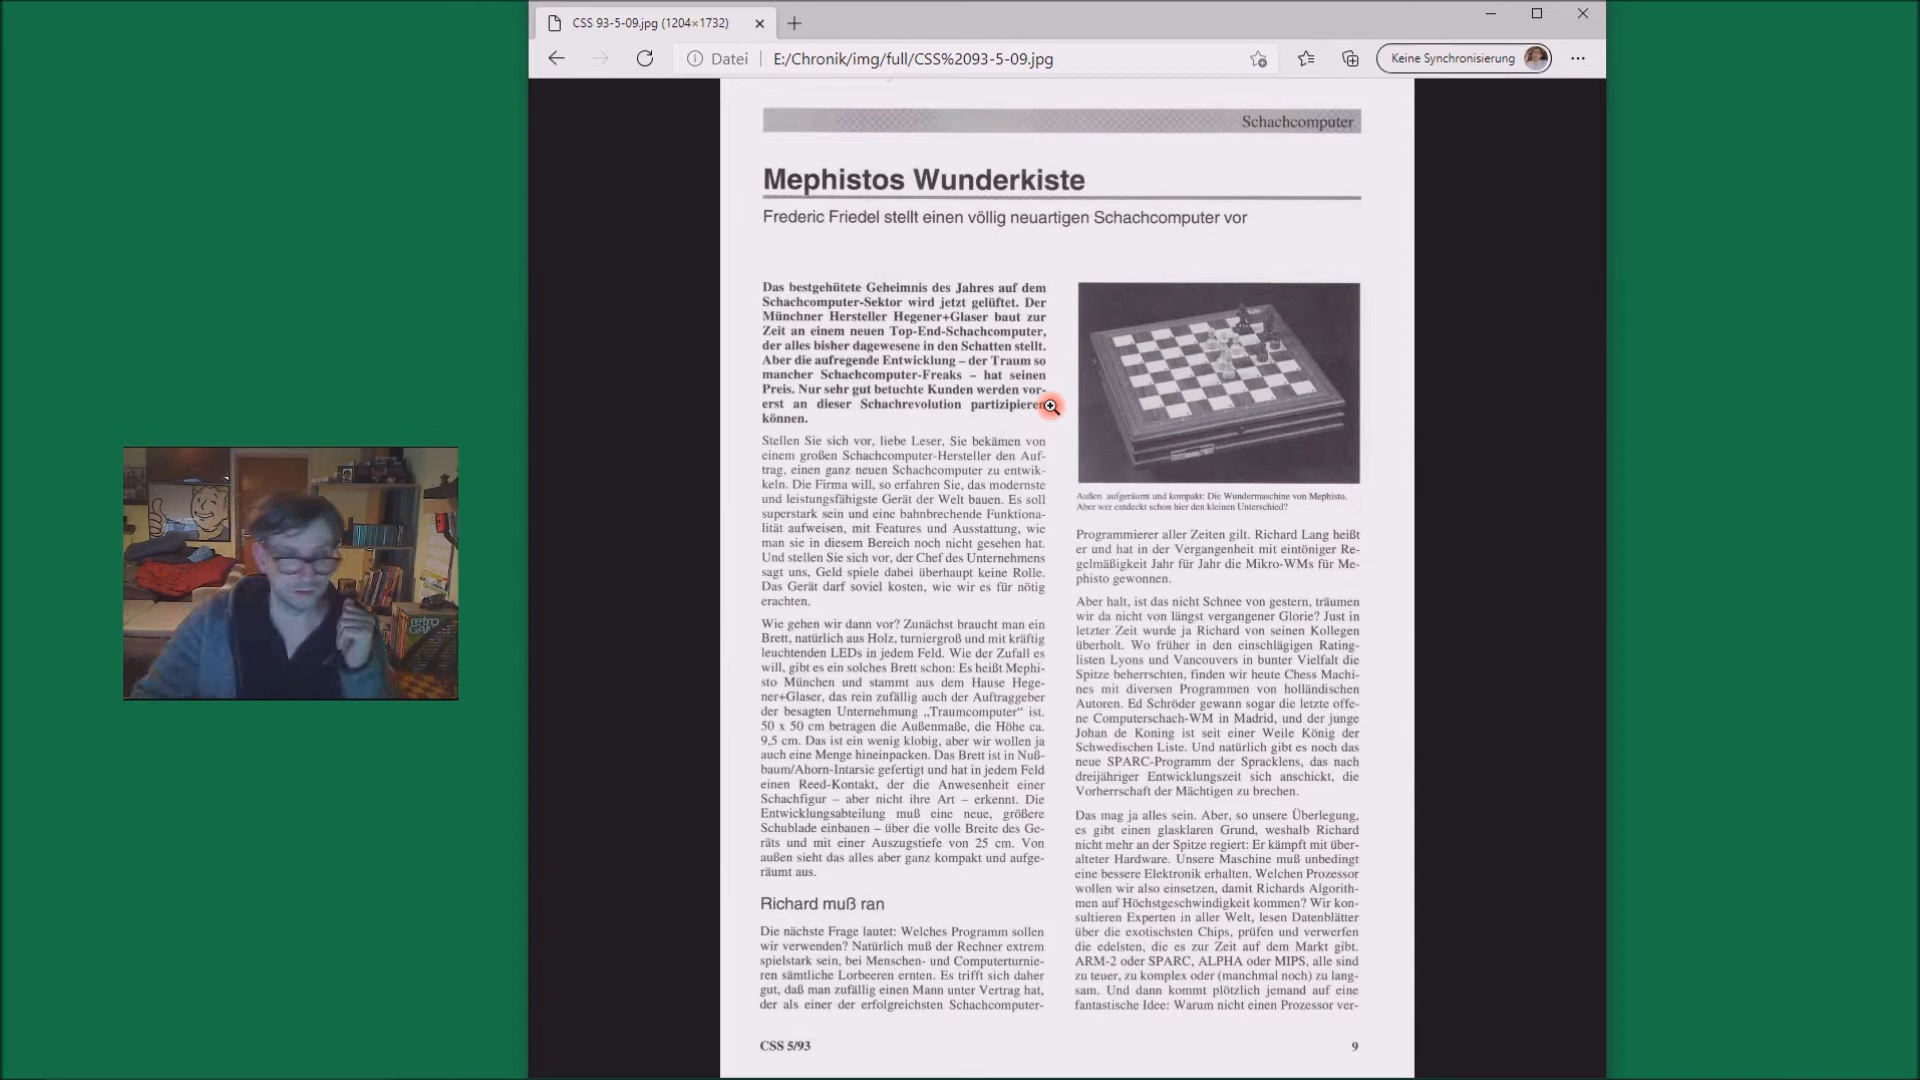 CSS 93-5-09.jpg (1204×1732)
Datei
E:/Chronik/img/full/CSS%2093-5-09.jpg
Keine Synchronisierung
Schachcomputer
Mephistos Wunderkiste
Frederic Friedel stellt einen völlig neuartigen Schachcomputer vor
Das bestgehütete Geheimnis des Jahres auf dem
Schachcomputer-Sektor wird jetzt gelüftet. Der
Münchner Hersteller Hegener+Glaser baut zur
Zeit an einem neuen Top-End-Schachcomputer,
der alles bisher dagewesene in den Schatten stellt.
Aber die aufregende Entwicklung – der Traum so
mancher Schachcomputer-Freaks – hat seinen
Preis. Nur sehr gut betuchte Kunden werden vor-
erst an dieser Schachrevolution partizipieren
können.
Stellen Sie sich vor, liebe Leser, Sie bekämen von
einem großen Schachcomputer-Hersteller den Auf-
trag, einen ganz neuen Schachcomputer zu entwik-
keln. Die Firma will, so erfahren Sie, das modernste
und leistungsfähigste Gerät der Welt bauen. Es soll
superstark sein und eine bahnbrechende Funktiona-
lität aufweisen, mit Features und Ausstattung, wie
man sie in diesem Bereich noch nicht gesehen hat.
Und stellen Sie sich vor, der Chef des Unternehmens
sagt uns, Geld spiele dabei überhaupt keine Rolle.
Das Gerät darf soviel kosten, wie wir es für nötig
erachten.
Wie gehen wir dann vor? Zunächst braucht man ein
Brett, natürlich aus Holz, turniergroß und mit kräftig
leuchtenden LEDs in jedem Feld. Wie der Zufall es
will, gibt es ein solches Brett schon: Es heißt Mephi-
sto München und stammt aus dem Hause Hege-
ner+Glaser, das rein zufällig auch der Auftraggeber
der besagten Unternehmung „Traumcomputer“ ist.
50 x 50 cm betragen die Außenmaße, die Höhe ca.
9,5 cm. Das ist ein wenig klobig, aber wir wollen ja
auch eine Menge hineinpacken. Das Brett ist in Nuß-
baum/Ahorn-Intarsie gefertigt und hat in jedem Feld
einen Reed-Kontakt, der die Anwesenheit einer
Schachfigur – aber nicht ihre Art – erkennt. Die
Entwicklungsabteilung muß eine neue, größere
Schublade einbauen – über die volle Breite des Ge-
räts und mit einer Auszugstiefe von 25 cm. Von
außen sieht das alles aber ganz kompakt und aufge-
räumt aus.
Richard muß ran
Die nächste Frage lautet: Welches Programm sollen
wir verwenden? Natürlich muß der Rechner extrem
spielstark sein, bei Menschen- und Computerturnie-
ren sämtliche Lorbeeren ernten. Es trifft sich daher
gut, daß man zufällig einen Mann unter Vertrag hat,
der als einer der erfolgreichsten Schachcomputer-
Außen aufgeräumt und kompakt: Die Wundermaschine von Mephisto.
Aber wer entdeckt schon hier den kleinen Unterschied?
Programmierer aller Zeiten gilt. Richard Lang heißt
er und hat in der Vergangenheit mit eintöniger Re-
gelmäßigkeit Jahr für Jahr die Mikro-WMs für Me-
phisto gewonnen.
Aber halt, ist das nicht Schnee von gestern, träumen
wir da nicht von längst vergangener Glorie? Just in
letzter Zeit wurde ja Richard von seinen Kollegen
überholt. Wo früher in den einschlägigen Rating-
listen Lyons und Vancouvers in bunter Vielfalt die
Spitze beherrschten, finden wir heute Chess Machi-
nes mit diversen Programmen von holländischen
Autoren. Ed Schröder gewann sogar die letzte offe-
ne Computerschach-WM in Madrid, und der junge
Johan de Koning ist seit einer Weile König der
Schwedischen Liste. Und natürlich gibt es noch das
neue SPARC-Programm der Spracklens, das nach
dreijähriger Entwicklungszeit sich anschickt, die
Vorherrschaft der Mächtigen zu brechen.
Das mag ja alles sein. Aber, so unsere Überlegung,
es gibt einen glasklaren Grund, weshalb Richard
nicht mehr an der Spitze regiert: Er kämpft mit über-
alteter Hardware. Unsere Maschine muß unbedingt
eine bessere Elektronik erhalten. Welchen Prozessor
wollen wir also einsetzen, damit Richards Algorith-
men auf Höchstgeschwindigkeit kommen? Wir kon-
sultieren Experten in aller Welt, lesen Datenblätter
über die exotischsten Chips, prüfen und verwerfen
die edelsten, die es zur Zeit auf dem Markt gibt.
ARM-2 oder SPARC, ALPHA oder MIPS, alle sind
zu teuer, zu komplex oder (manchmal noch) zu lang-
sam. Und dann kommt plötzlich jemand auf eine
fantastische Idee: Warum nicht einen Prozessor ver-
CSS 5/93
9
retro